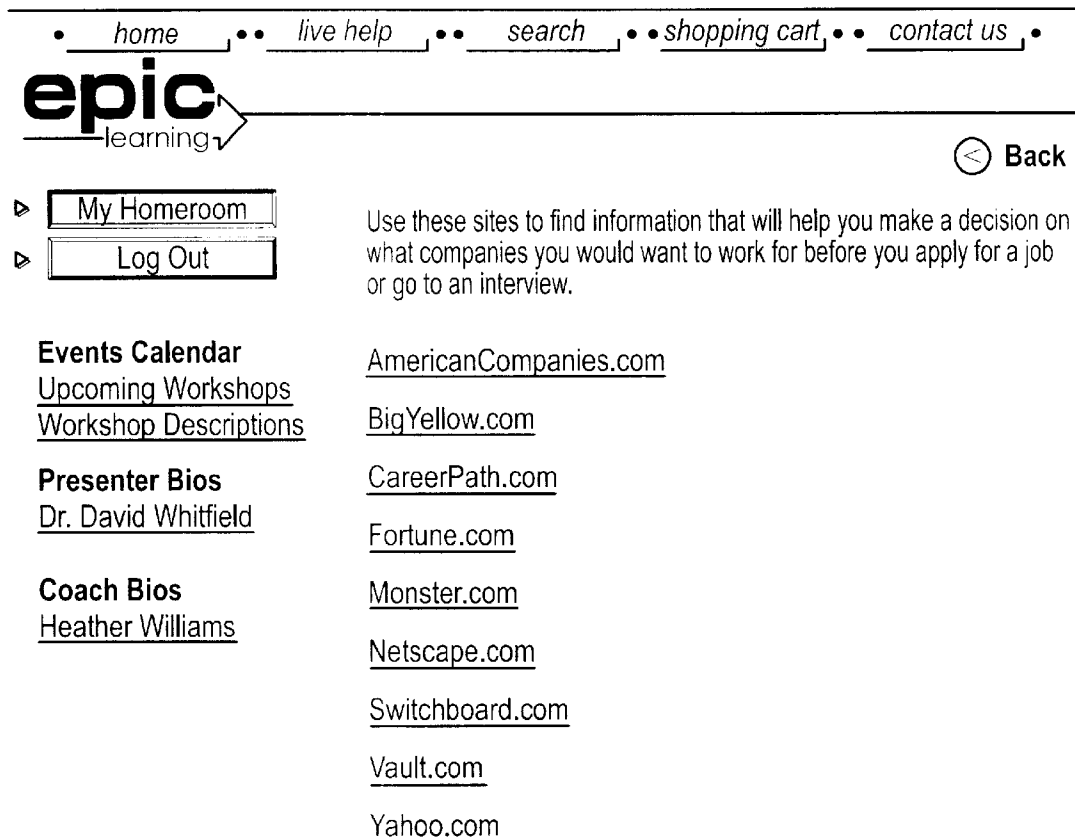 home live help search shopping cart contact us
epic
learning
Back
My Homeroom
Log Out
Use these sites to find information that will help you make a decision on
what companies you would want to work for before you apply for a job
or go to an interview.
Events Calendar
Upcoming Workshops
Workshop Descriptions
Presenter Bios
Dr. David Whitfield
Coach Bios
Heather Williams
AmericanCompanies.com
BigYellow.com
CareerPath.com
Fortune.com
Monster.com
Netscape.com
Switchboard.com
Vault.com
Yahoo.com